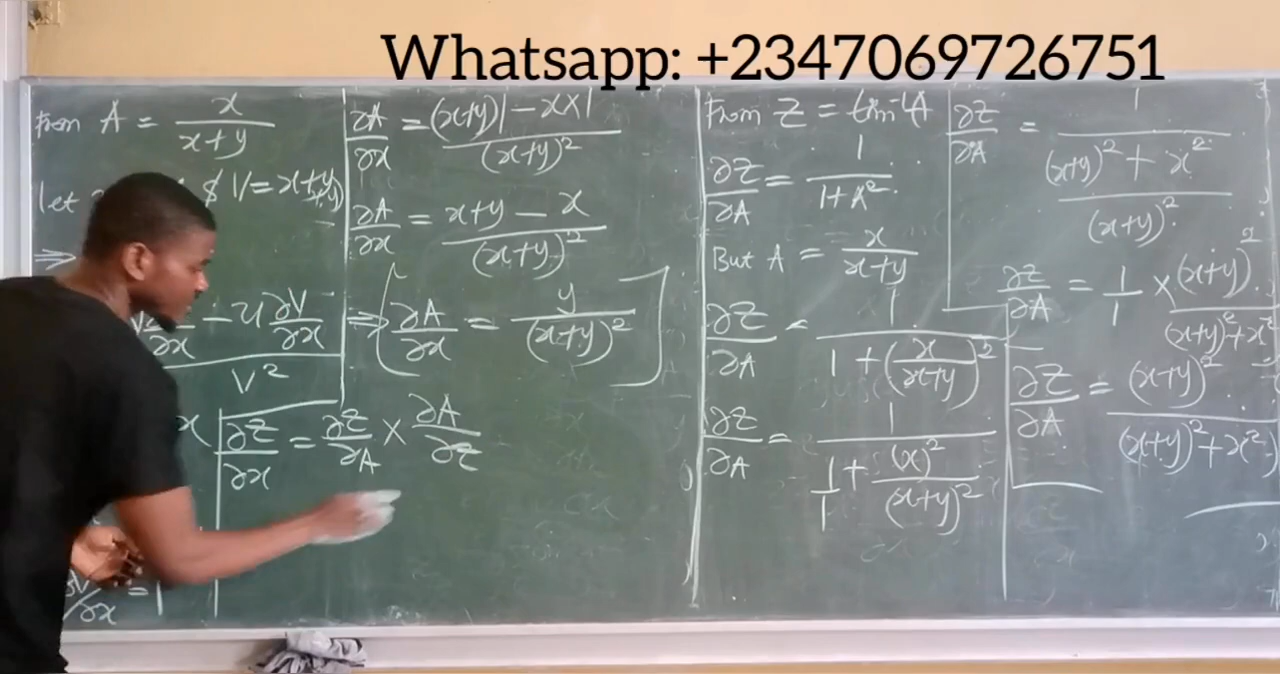 Whatsapp: +2347069726751
From A = x/(x+y)
let & V = x+y
⇒
− u ∂V/∂x
∂x
V²
x
∂V/∂x = 1
∂A/∂x = ((x+y)1 − x×1)/(x+y)²
∂A/∂x = (x+y − x)/(x+y)²
⇒ [∂A/∂x = y/(x+y)²]
∂Z/∂x = ∂Z/∂A × ∂A/∂Z
From Z = tan⁻¹A
∂Z/∂A = 1/(1+A²)
But A = x/(x+y)
∂Z/∂A = 1/(1 + (x/(x+y))²)
∂Z/∂A = 1/(1/1 + (x)²/(x+y)²)
∂Z/∂A = 1/(((x+y)² + x²)/(x+y)²)
∂Z/∂A = 1/1 × (x+y)²/((x+y)²+x²)
∂Z/∂A = (x+y)²/((x+y)²+x²)